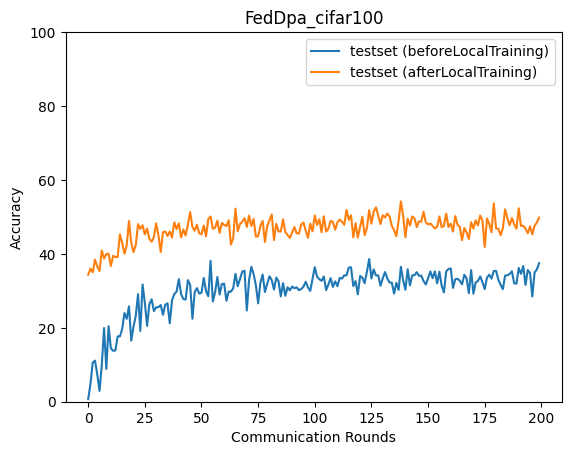 FedDpa_cifar100
testset (beforeLocalTraining)
testset (afterLocalTraining)
Accuracy
100
80
60
40
20
0
0 25 50 75 100 125 150 175 200
Communication Rounds